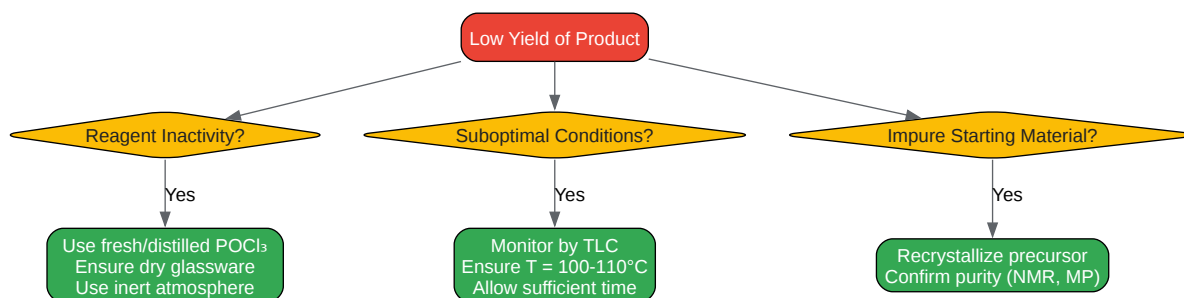 Low Yield of Product
Reagent Inactivity?
Suboptimal Conditions?
Impure Starting Material?
Yes
Yes
Yes
Use fresh/distilled POCl₃
Ensure dry glassware
Use inert atmosphere
Monitor by TLC
Ensure T = 100-110°C
Allow sufficient time
Recrystallize precursor
Confirm purity (NMR, MP)